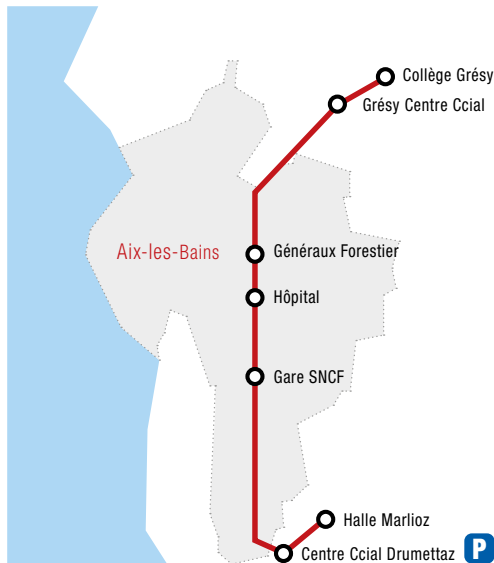 Collège Grésy
Grésy Centre Ccial
Aix-les-Bains
Généraux Forestier
Hôpital
Gare SNCF
Halle Marlioz
Centre Ccial Drumettaz P